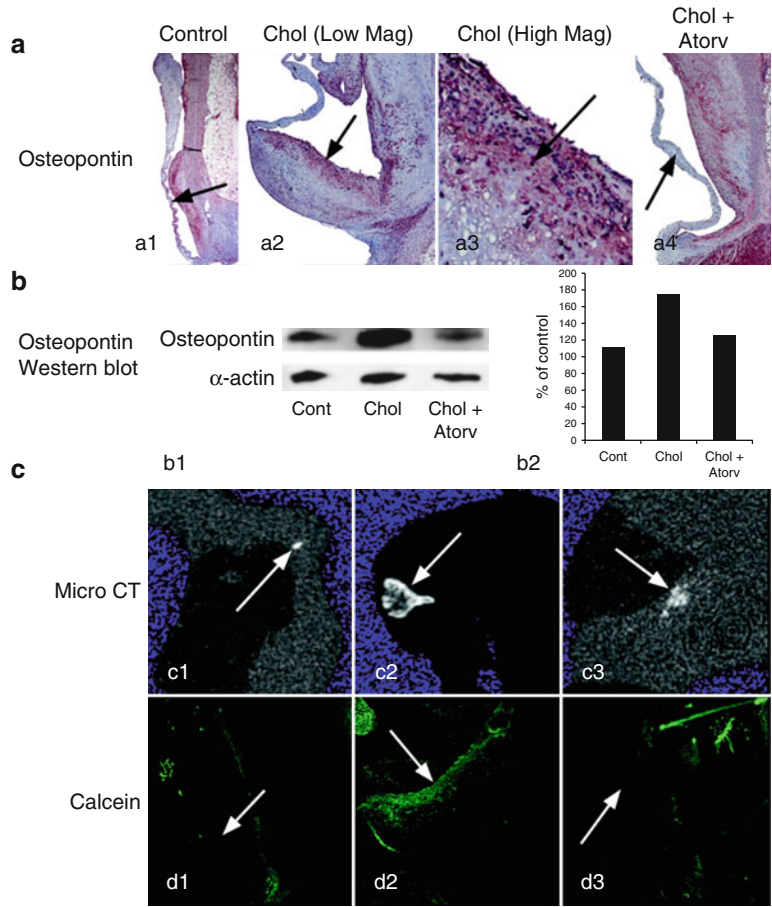 Control
Chol (Low Mag)
Chol (High Mag)
Chol +
Atorv
a
Osteopontin
a1
a2
a3
a4
b
Osteopontin
Western blot
Osteopontin
α-actin
Cont
Chol
Chol +
Atorv
b1
% of control
200
180
160
140
120
100
80
60
40
20
0
Cont
Chol
Chol +
Atorv
b2
c
Micro CT
c1
c2
c3
Calcein
d1
d2
d3